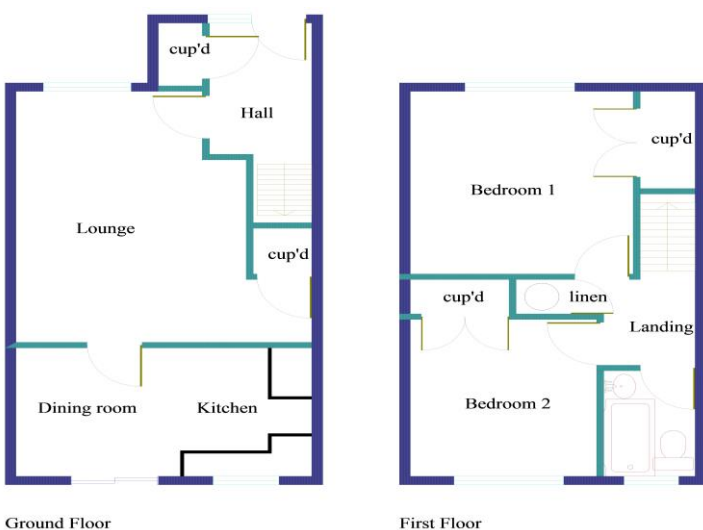 cup'd
Hall
Lounge
cup'd
Dining room
Kitchen
Ground Floor
cup'd
Bedroom 1
cup'd
linen
Landing
Bedroom 2
First Floor